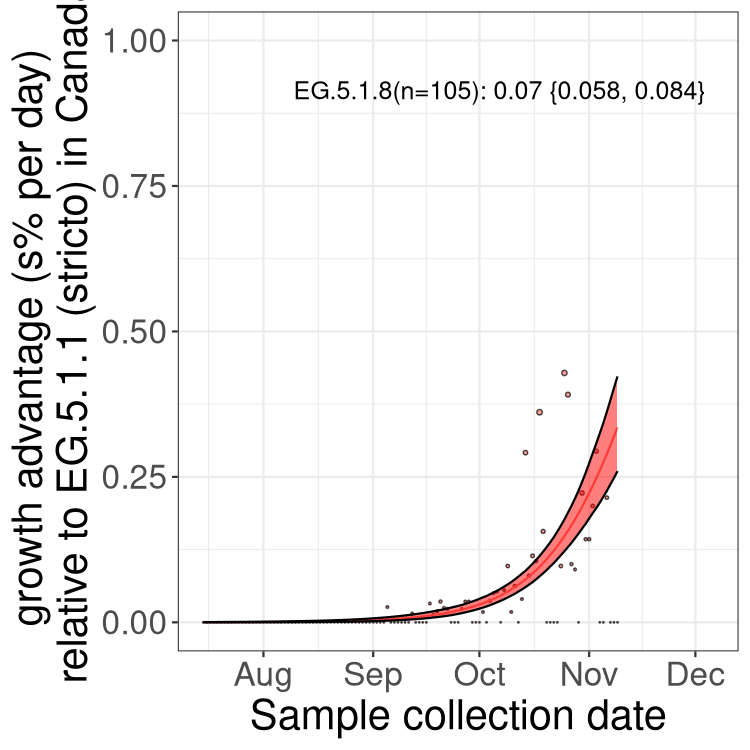 growth advantage (s% per day)
relative to EG.5.1.1 (stricto) in Canad
1.00
0.75
0.50
0.25
0.00
EG.5.1.8(n=105): 0.07 {0.058, 0.084}
Aug Sep Oct Nov Dec
Sample collection date